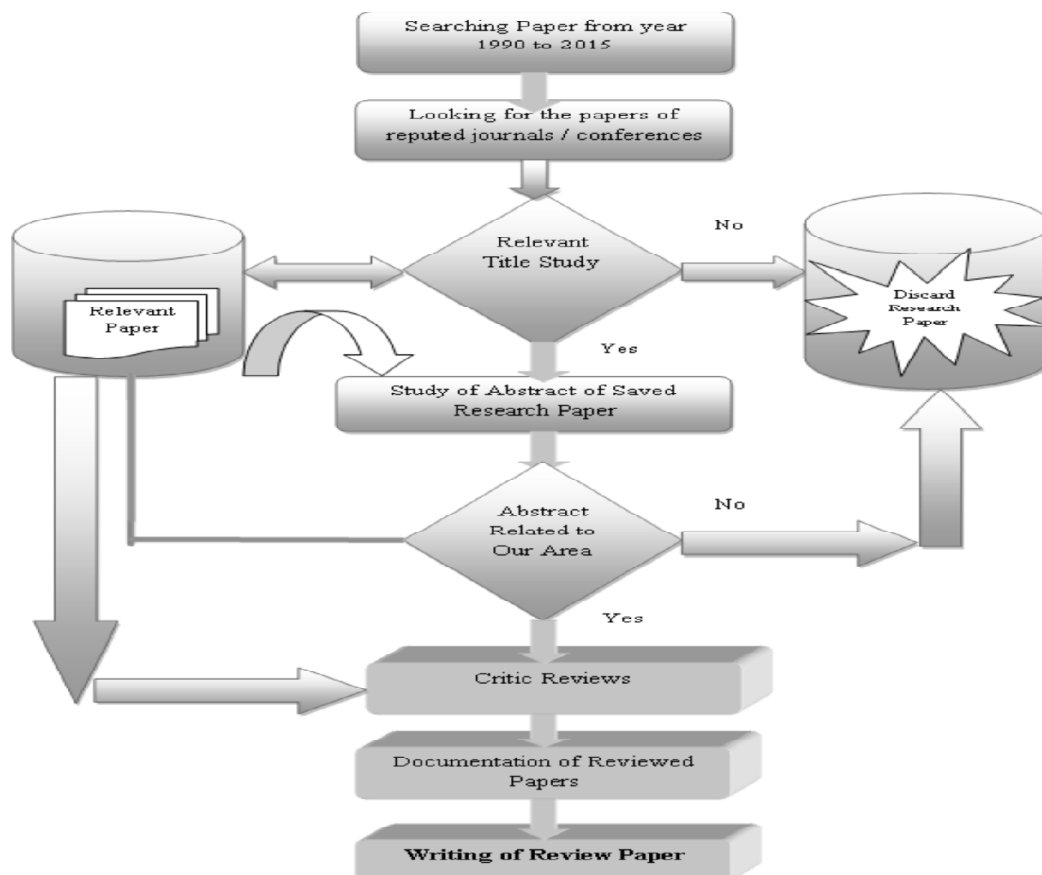 Searching Paper from year
1990 to 2015
Looking for the papers of
reputed journals / conferences
Relevant
Title Study
No
Relevant
Paper
Discard
Research
Paper
Yes
Study of Abstract of Saved
Research Paper
Abstract
Related to
Our Area
No
Yes
Critic Reviews
Documentation of Reviewed
Papers
Writing of Review Paper